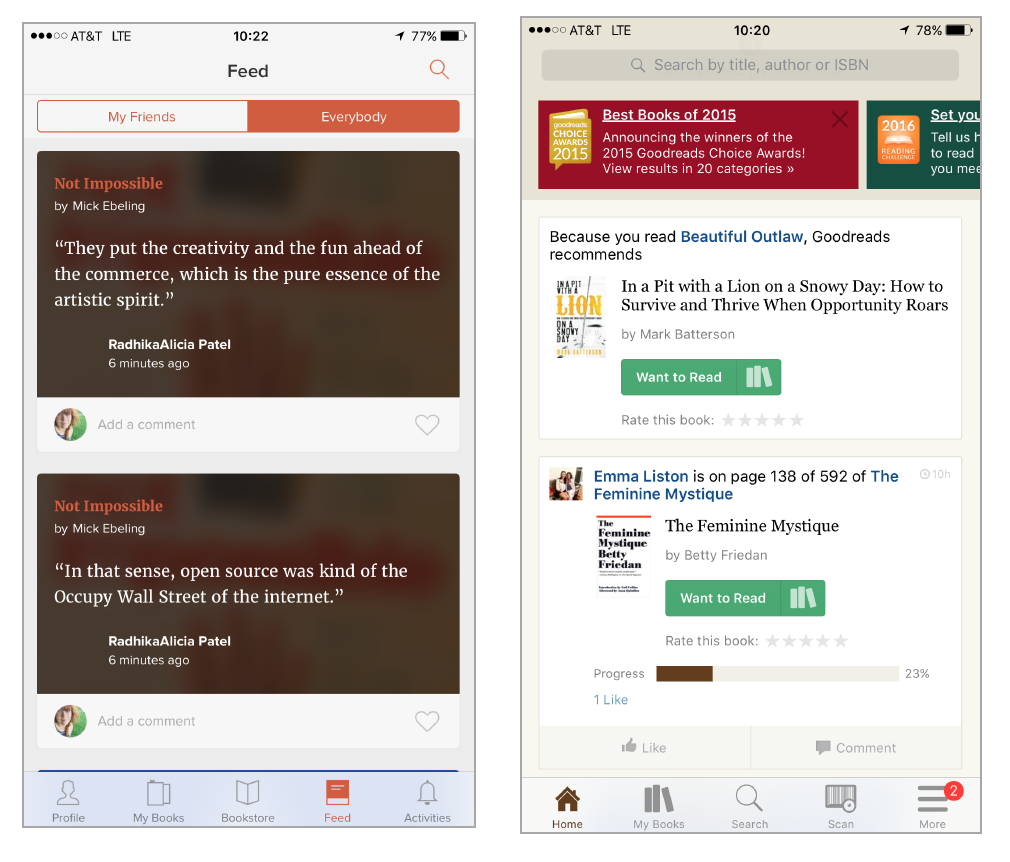 AT&T LTE 10:22 77%
Feed
My Friends Everybody
Not Impossible
by Mick Ebeling
“They put the creativity and the fun ahead of
the commerce, which is the pure essence of the
artistic spirit.”
RadhikaAlicia Patel
6 minutes ago
Add a comment
Not Impossible
by Mick Ebeling
“In that sense, open source was kind of the
Occupy Wall Street of the internet.”
RadhikaAlicia Patel
6 minutes ago
Add a comment
Profile My Books Bookstore Feed Activities
AT&T LTE 10:20 78%
Search by title, author or ISBN
goodreads
CHOICE
AWARDS
2015
Best Books of 2015
Announcing the winners of the
2015 Goodreads Choice Awards!
View results in 20 categories »
2016
READING
CHALLENGE
Set you
Tell us h
to read
you mee
Because you read Beautiful Outlaw, Goodreads
recommends
IN A PIT
WITH A
LION
ON A
SNOWY
DAY
MARK BATTERSON
In a Pit with a Lion on a Snowy Day: How to
Survive and Thrive When Opportunity Roars
by Mark Batterson
Want to Read
Rate this book:
Emma Liston is on page 138 of 592 of The
Feminine Mystique
10h
The
Feminine
Mystique
Betty
Friedan
The Feminine Mystique
by Betty Friedan
Want to Read
Rate this book:
Progress 23%
1 Like
Like Comment
2
Home My Books Search Scan More